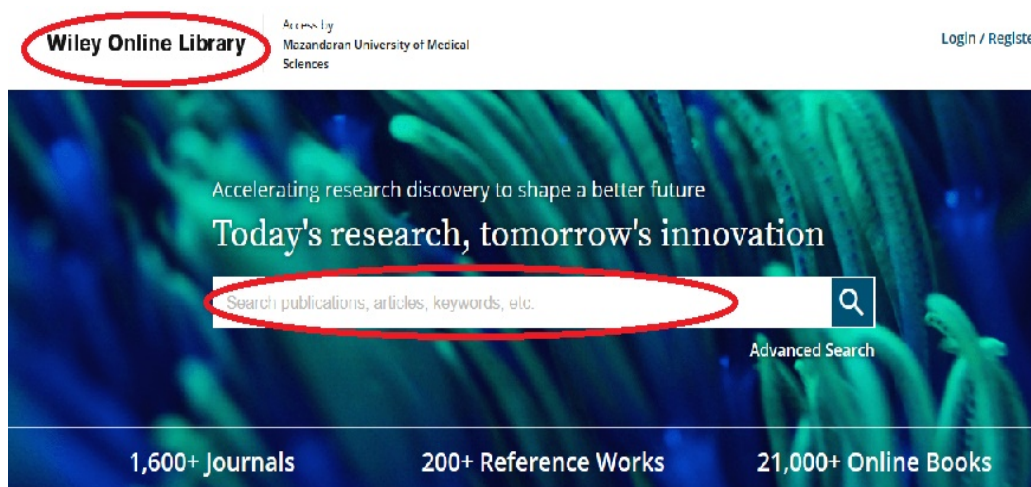 Wiley Online Library
Access by
Mazandaran University of Medical
Sciences
Login / Registe
Accelerating research discovery to shape a better future
Today's research, tomorrow's innovation
Search publications, articles, keywords, etc.
Advanced Search
1,600+ Journals
200+ Reference Works
21,000+ Online Books